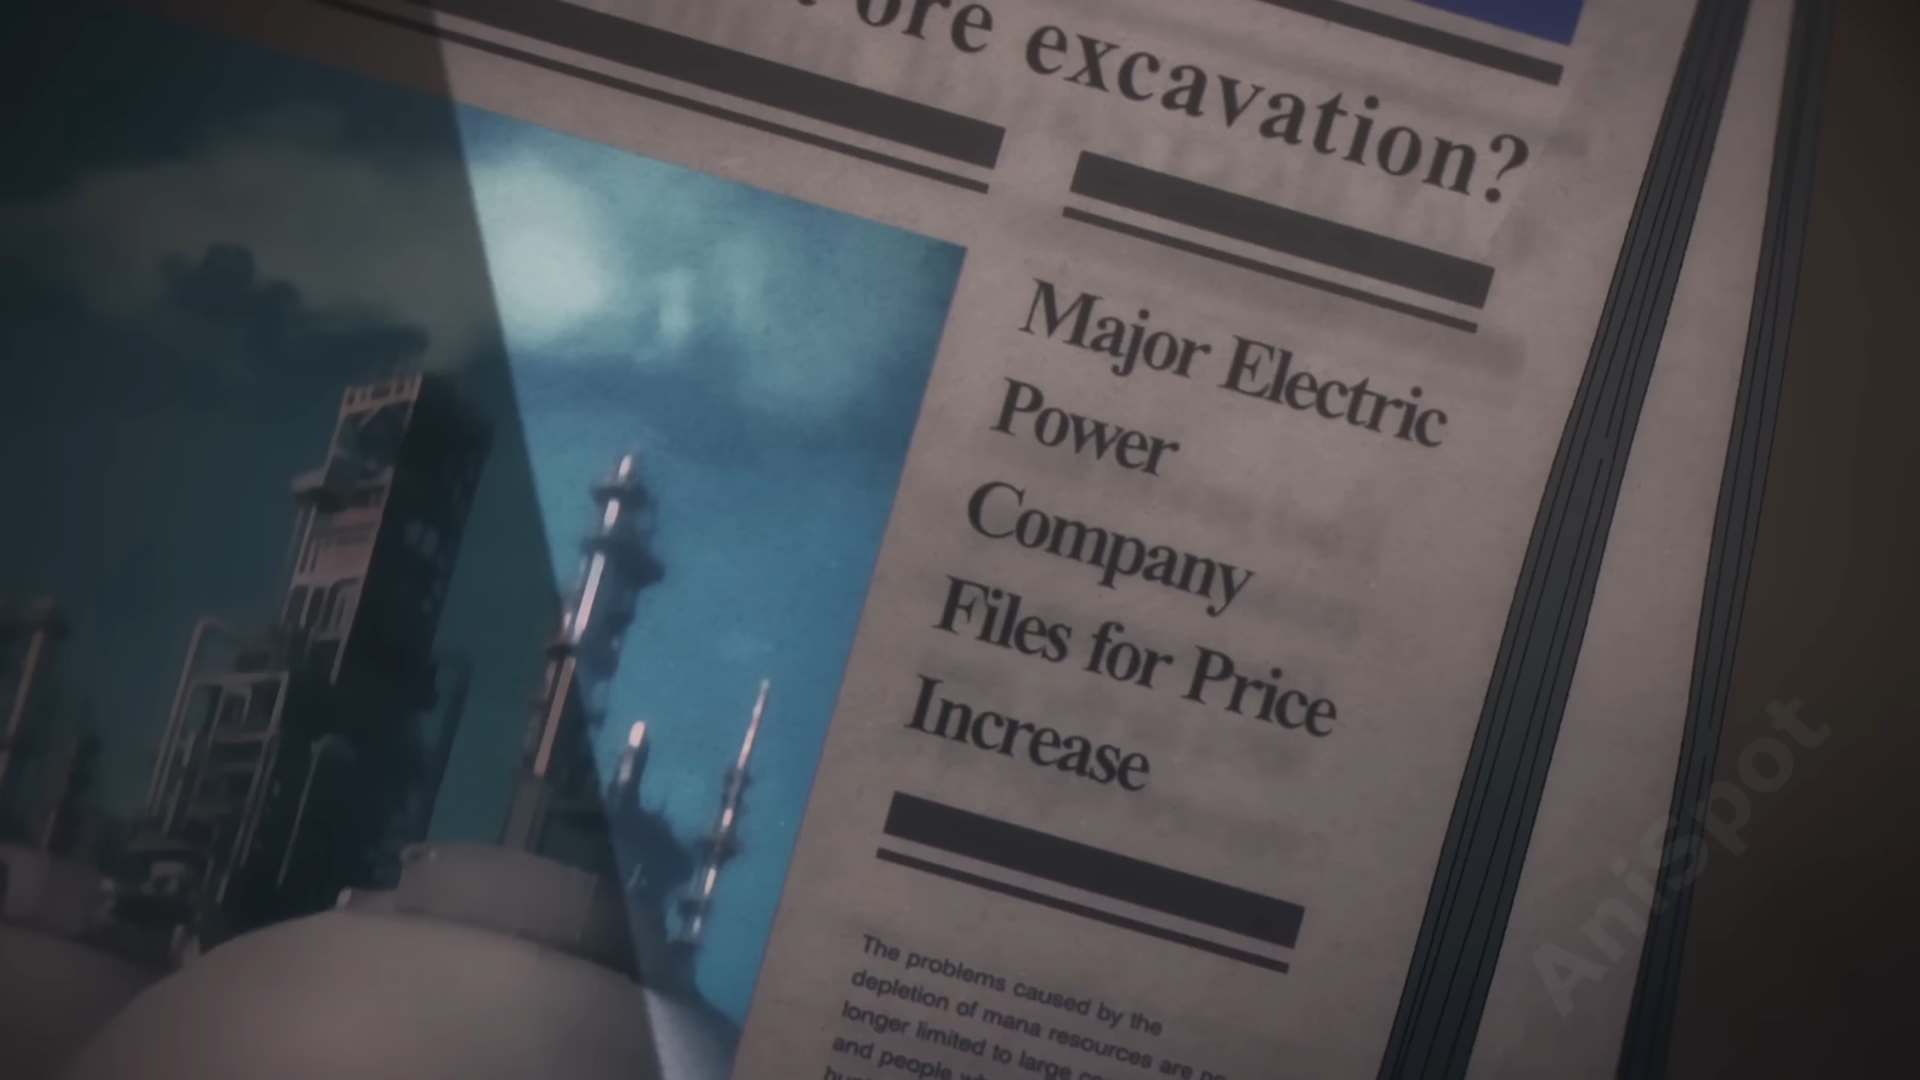 ore excavation?
Major Electric
Power
Company
Files for Price
Increase
The problems caused by the
depletion of mana resources are
longer limited to large
and people
AniSpot